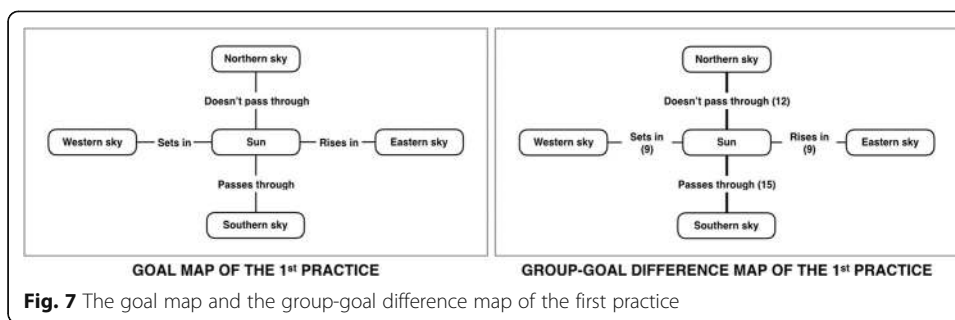 Northern sky
Northern sky
Doesn't pass through
Doesn't pass through (12)
Western sky
Sets in
Sun
Rises in
Eastern sky
Western sky
Sets in
(9)
Sun
Rises in
(9)
Eastern sky
Passes through
Passes through (15)
Southern sky
Southern sky
GOAL MAP OF THE 1st PRACTICE
GROUP-GOAL DIFFERENCE MAP OF THE 1st PRACTICE
Fig. 7 The goal map and the group-goal difference map of the first practice